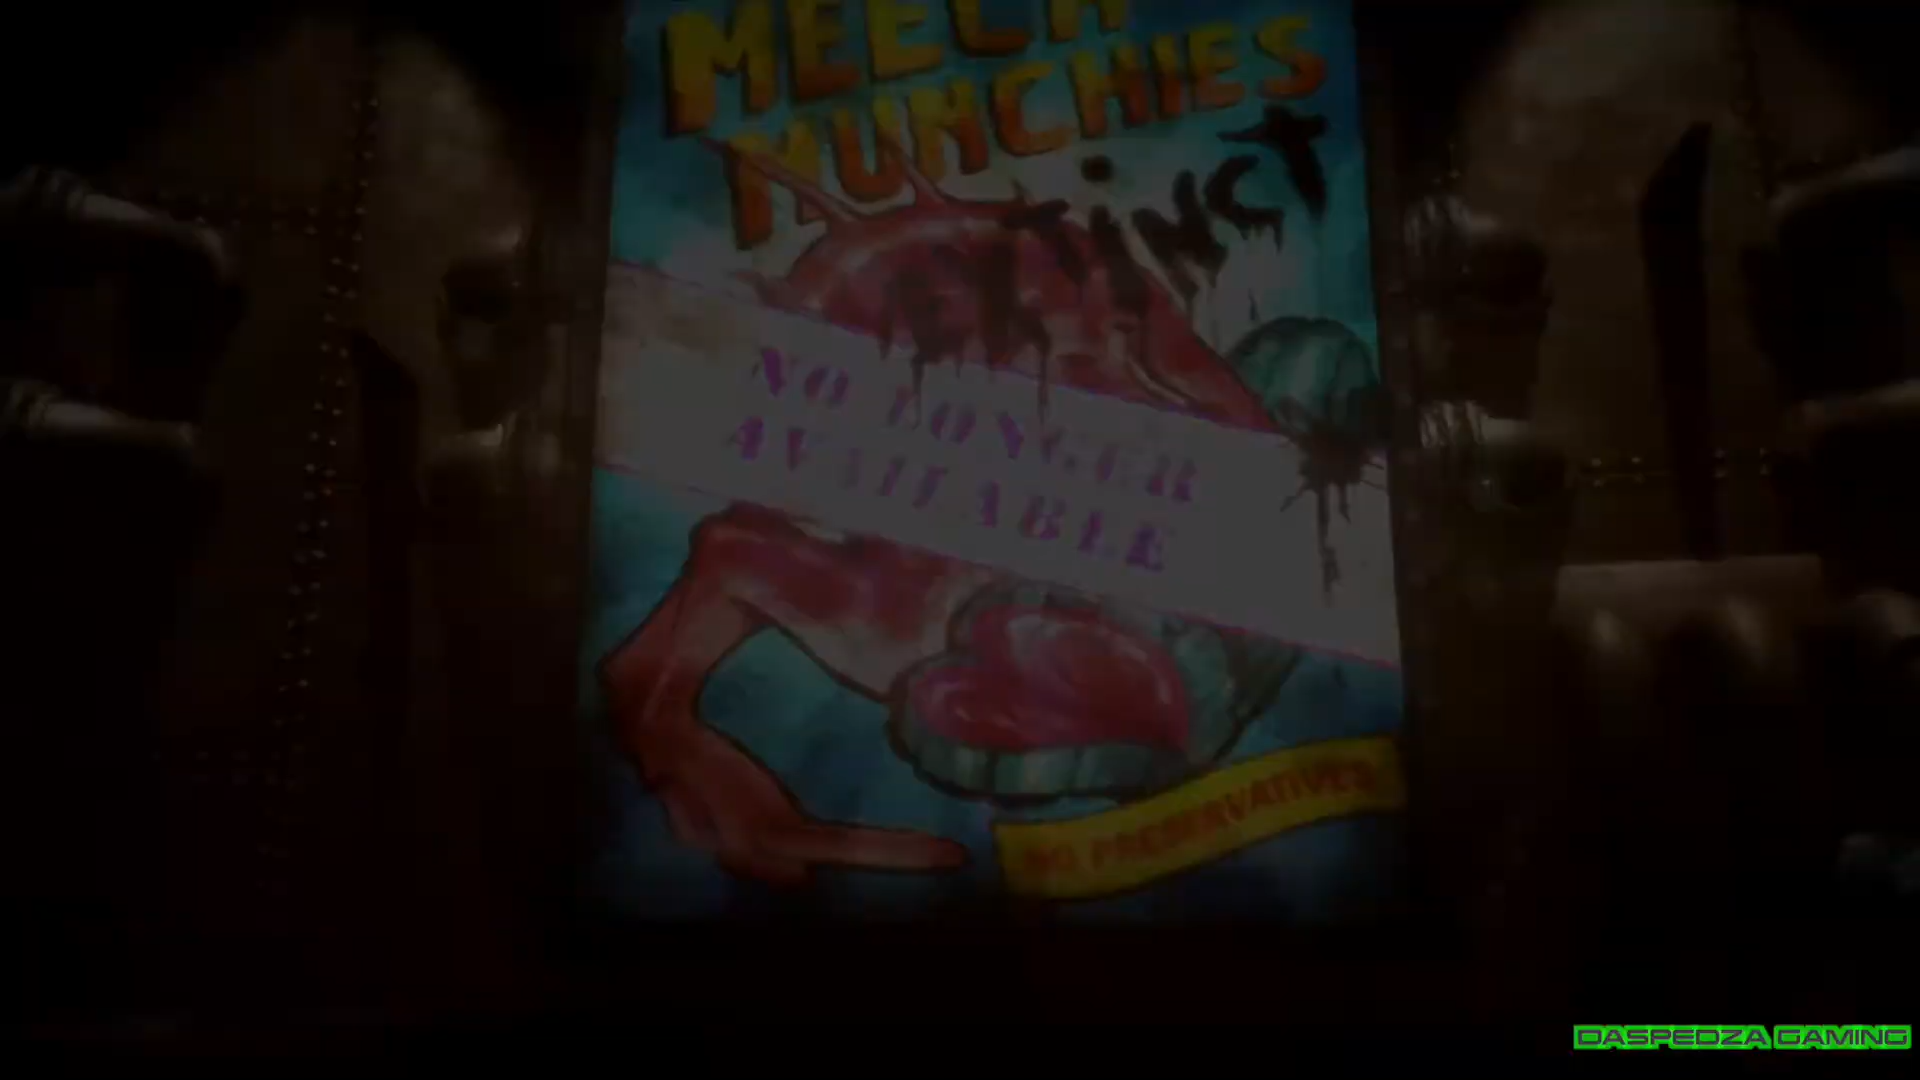 MEECH
MUNCHIES
EXTINCT
NO LONGER
AVAILABLE
NO PRESERVATIVES
DASPEDZA GAMING